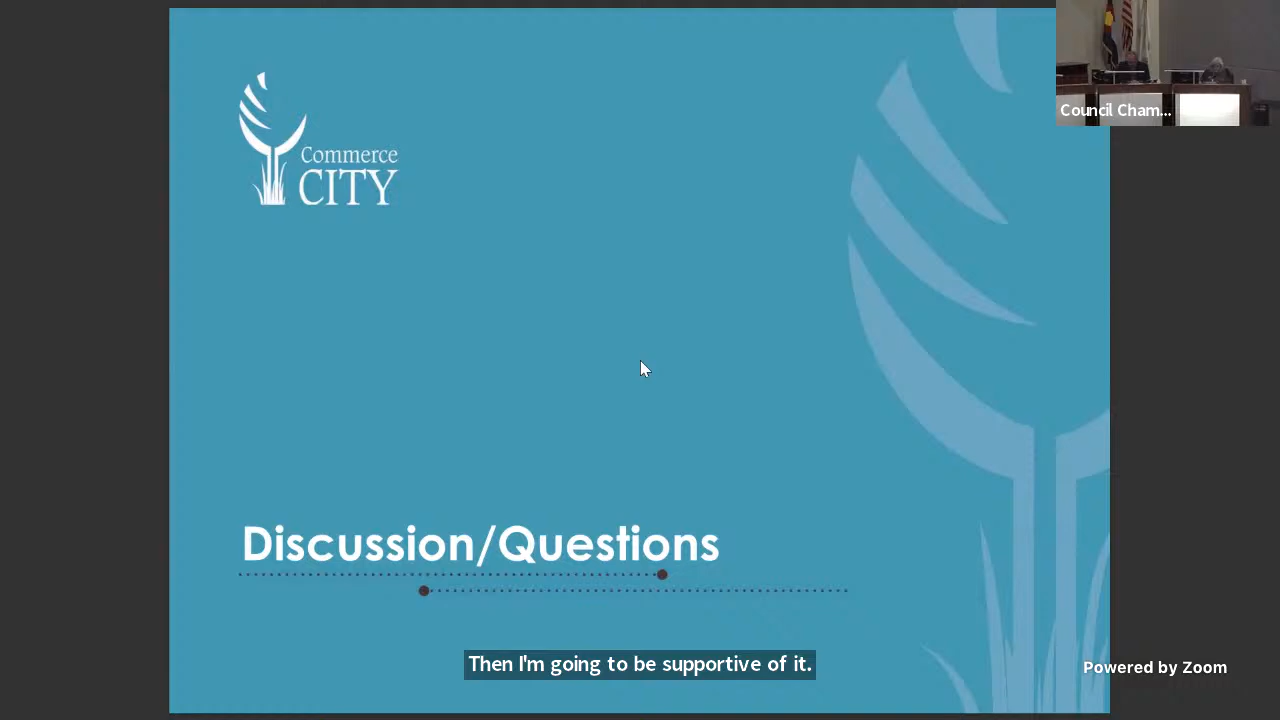 Council Cham...
Commerce
CITY
Discussion/Questions
Then I'm going to be supportive of it.
Powered by Zoom